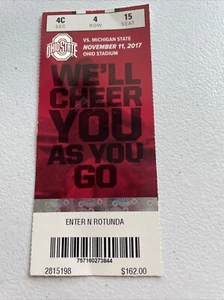 4C 4 15
SEC ROW SEAT
OHIO STATE
VS. MICHIGAN STATE
NOVEMBER 11, 2017
OHIO STADIUM
WE'LL
CHEER
YOU
AS YOU
GO
ENTER N ROTUNDA
757160273844
2815198 $162.00